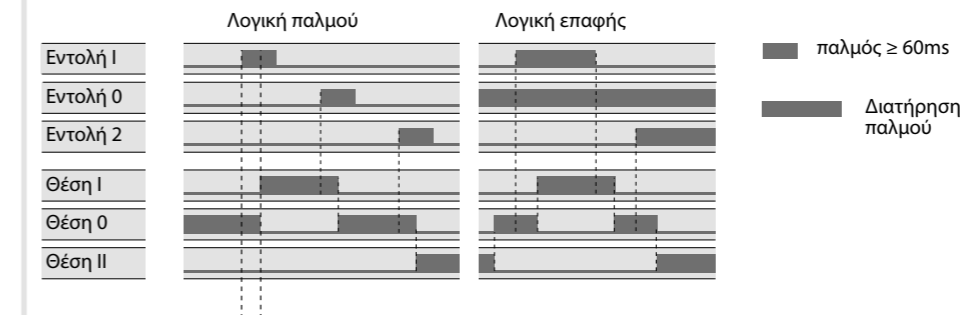 Λογική παλμού
Λογική επαφής
Εντολή I
Εντολή 0
Εντολή 2
Θέση I
Θέση 0
Θέση II
παλμός ≥ 60ms
Διατήρηση
παλμού